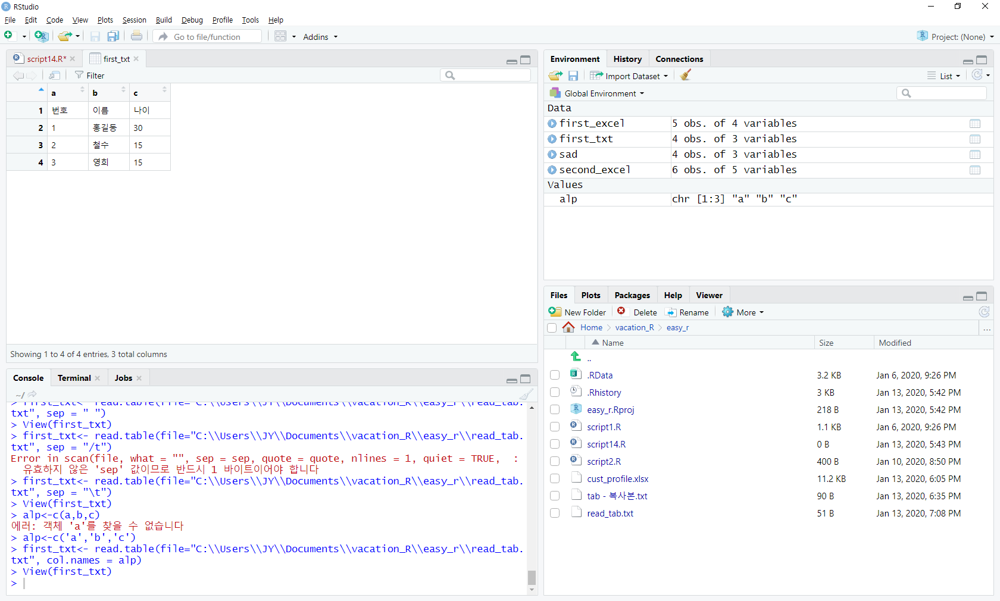 RStudio
File Edit Code View Plots Session Build Debug Profile Tools Help
Go to file/function Addins Project: (None)
script14.R* first_txt
Filter
a b c
1 번호 이름 나이
2 1 홍길동 30
3 2 철수 15
4 3 영희 15
Showing 1 to 4 of 4 entries, 3 total columns
Console Terminal Jobs
~/
> first_txt<- read.table(file="C:\\Users\\JY\\Documents\\vacation_R\\easy_r\\read_tab.
txt", sep = " ")
> View(first_txt)
> first_txt<- read.table(file="C:\\Users\\JY\\Documents\\vacation_R\\easy_r\\read_tab.
txt", sep = "/t")
Error in scan(file, what = "", sep = sep, quote = quote, nlines = 1, quiet = TRUE,  :
유효하지 않은 'sep' 값이므로 반드시 1 바이트이어야 합니다
> first_txt<- read.table(file="C:\\Users\\JY\\Documents\\vacation_R\\easy_r\\read_tab.
txt", sep = "\t")
> View(first_txt)
> alp<-c(a,b,c)
에러: 객체 'a'를 찾을 수 없습니다
> alp<-c('a','b','c')
> first_txt<- read.table(file="C:\\Users\\JY\\Documents\\vacation_R\\easy_r\\read_tab.
txt", col.names = alp)
> View(first_txt)
>
Environment History Connections
Import Dataset List
Global Environment
Data
first_excel 5 obs. of 4 variables
first_txt 4 obs. of 3 variables
sad 4 obs. of 3 variables
second_excel 6 obs. of 5 variables
Values
alp chr [1:3] "a" "b" "c"
Files Plots Packages Help Viewer
New Folder Delete Rename More
Home vacation_R easy_r ...
Name Size Modified
..
.RData 3.2 KB Jan 6, 2020, 9:26 PM
.Rhistory 3 KB Jan 13, 2020, 5:42 PM
easy_r.Rproj 218 B Jan 13, 2020, 5:42 PM
script1.R 1.1 KB Jan 6, 2020, 9:26 PM
script14.R 0 B Jan 13, 2020, 5:43 PM
script2.R 400 B Jan 10, 2020, 8:50 PM
cust_profile.xlsx 11.2 KB Jan 13, 2020, 6:05 PM
tab - 복사본.txt 90 B Jan 13, 2020, 6:35 PM
read_tab.txt 51 B Jan 13, 2020, 7:08 PM